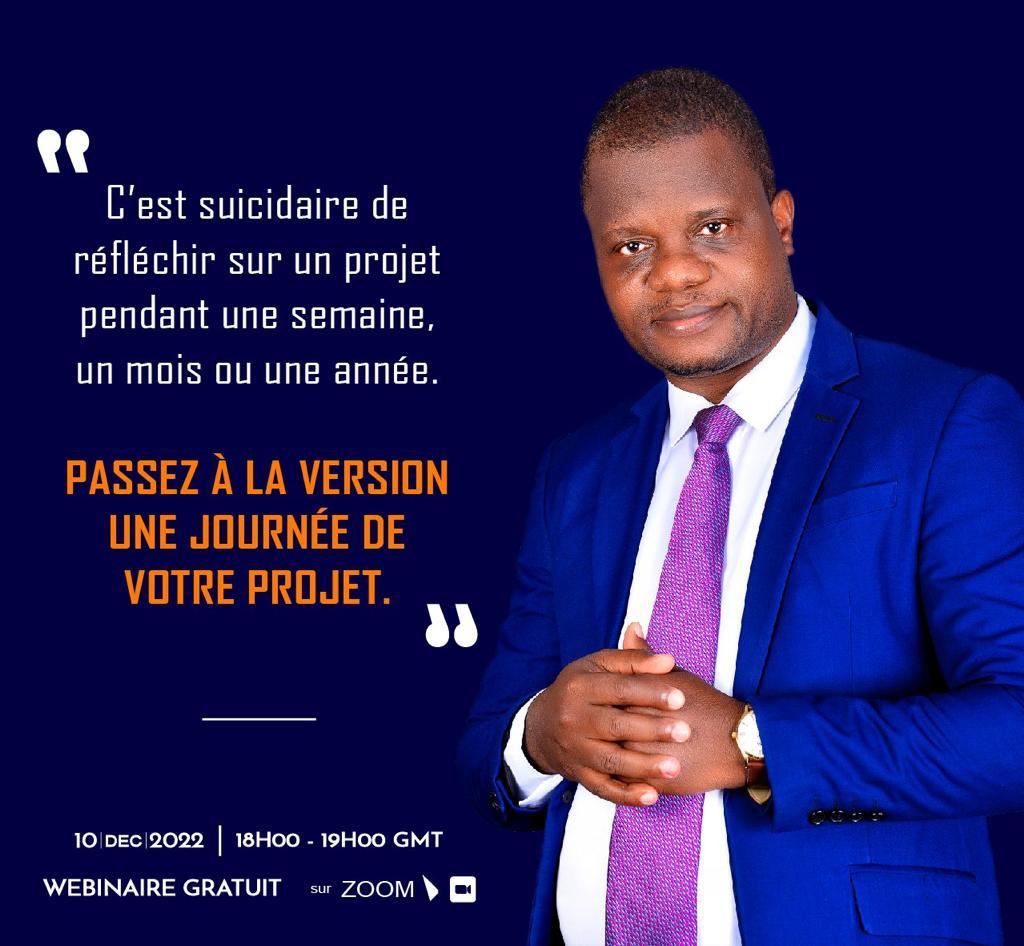 C'est suicidaire de
réfléchir sur un projet
pendant une semaine,
un mois ou une année.
PASSEZ À LA VERSION
UNE JOURNÉE DE
VOTRE PROJET.
10|DEC|2022 | 18H00 - 19H00 GMT
WEBINAIRE GRATUIT sur ZOOM